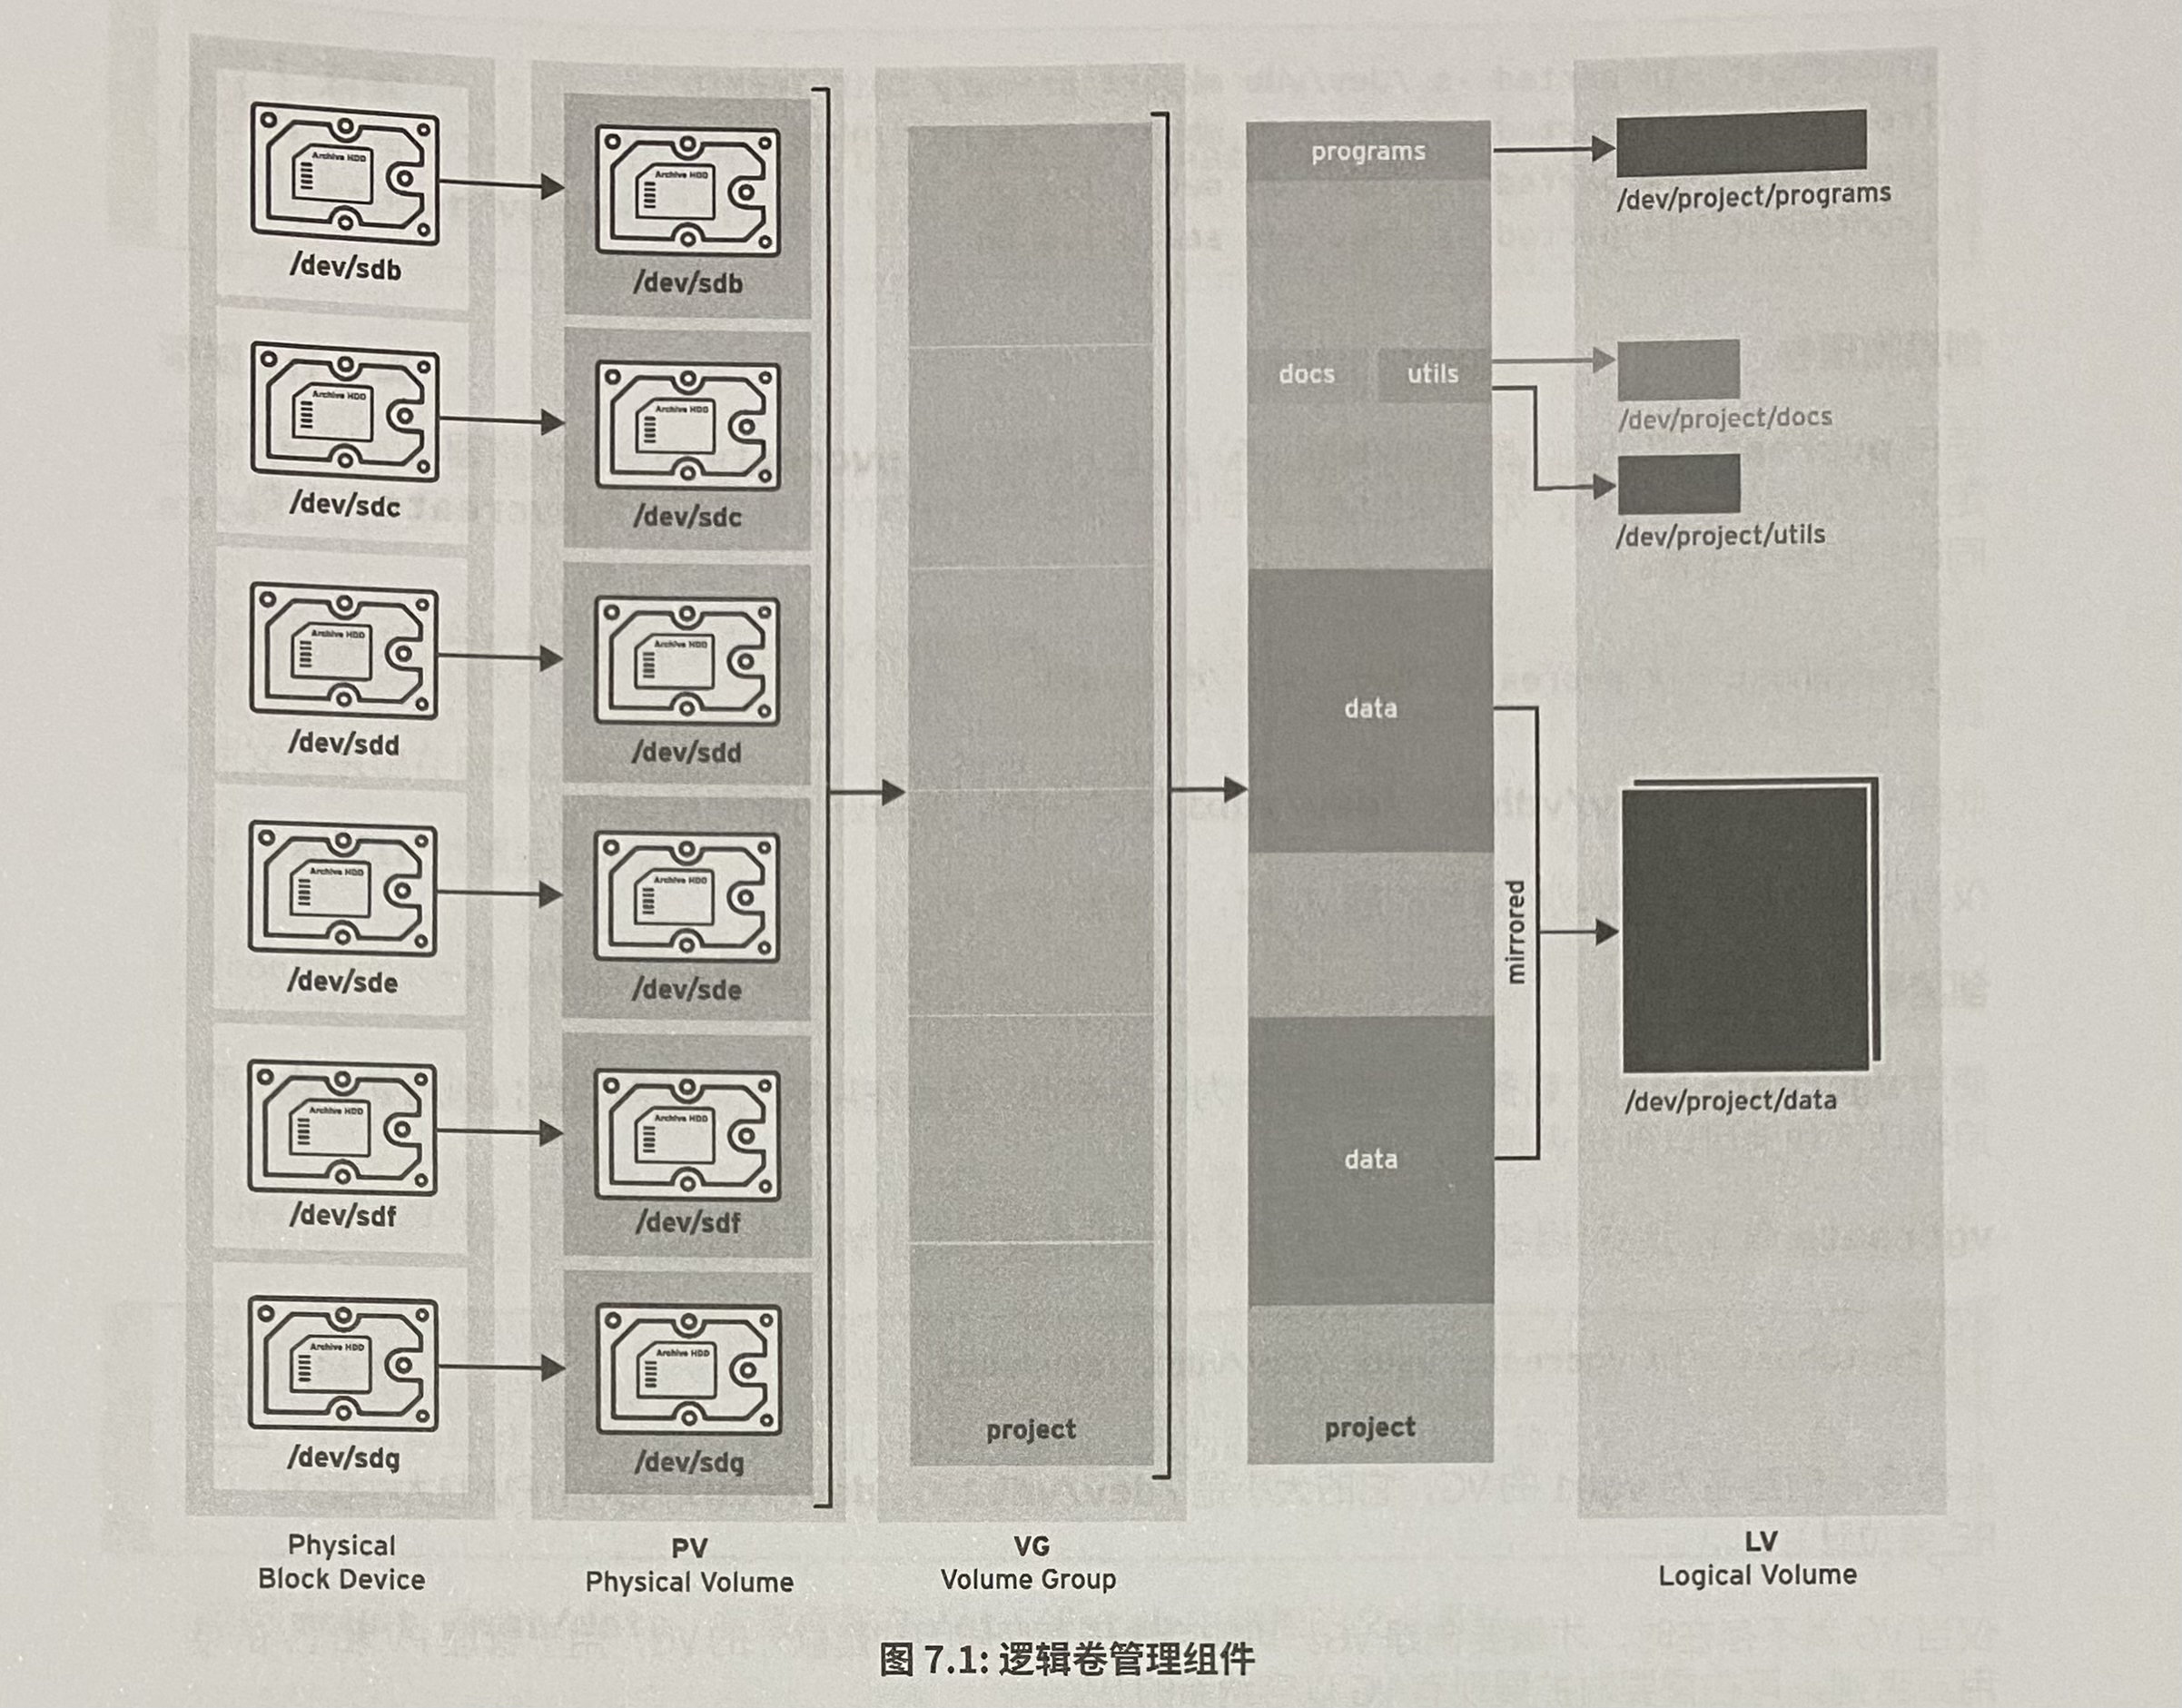 Archive HDD
/dev/sdb
Archive HDD
/dev/sdc
Archive HDD
/dev/sdd
Archive HDD
/dev/sde
Archive HDD
/dev/sdf
Archive HDD
/dev/sdg
Physical
Block Device
Archive HDD
/dev/sdb
Archive HDD
/dev/sdc
Archive HDD
/dev/sdd
Archive HDD
/dev/sde
Archive HDD
/dev/sdf
Archive HDD
/dev/sdg
PV
Physical Volume
project
VG
Volume Group
programs
docs utils
data
mirrored
data
project
/dev/project/programs
/dev/project/docs
/dev/project/utils
/dev/project/data
LV
Logical Volume
图 7.1: 逻辑卷管理组件